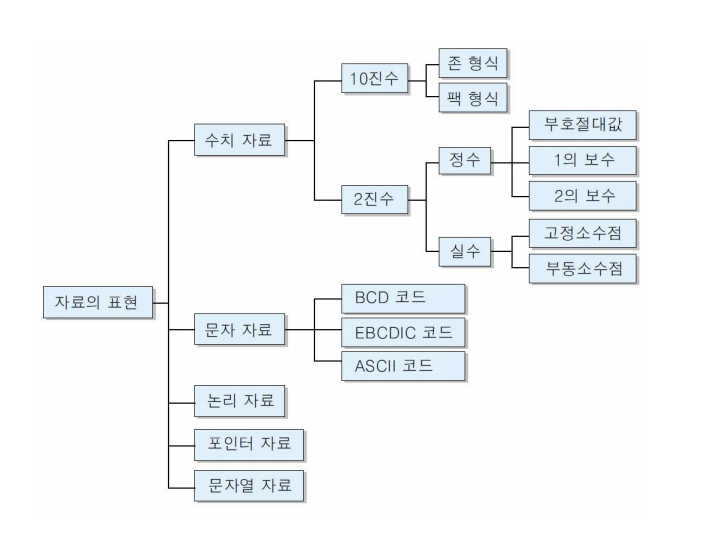 자료의 표현
수치 자료
10진수
존 형식
팩 형식
2진수
정수
부호절대값
1의 보수
2의 보수
실수
고정소수점
부동소수점
문자 자료
BCD 코드
EBCDIC 코드
ASCII 코드
논리 자료
포인터 자료
문자열 자료